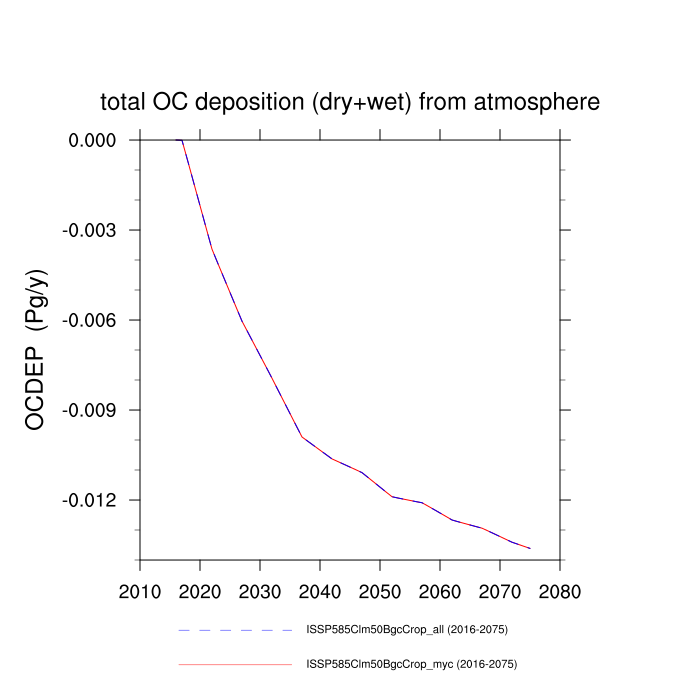 total OC deposition (dry+wet) from atmosphere
OCDEP (Pg/y)
0.000
-0.003
-0.006
-0.009
-0.012
2010 2020 2030 2040 2050 2060 2070 2080
ISSP585Clm50BgcCrop_all (2016-2075)
ISSP585Clm50BgcCrop_myc (2016-2075)